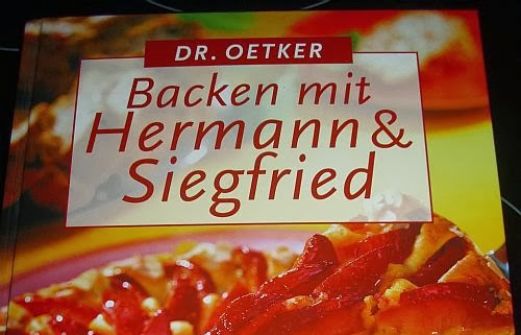 DR. OETKER
Backen mit
Hermann &
Siegfried